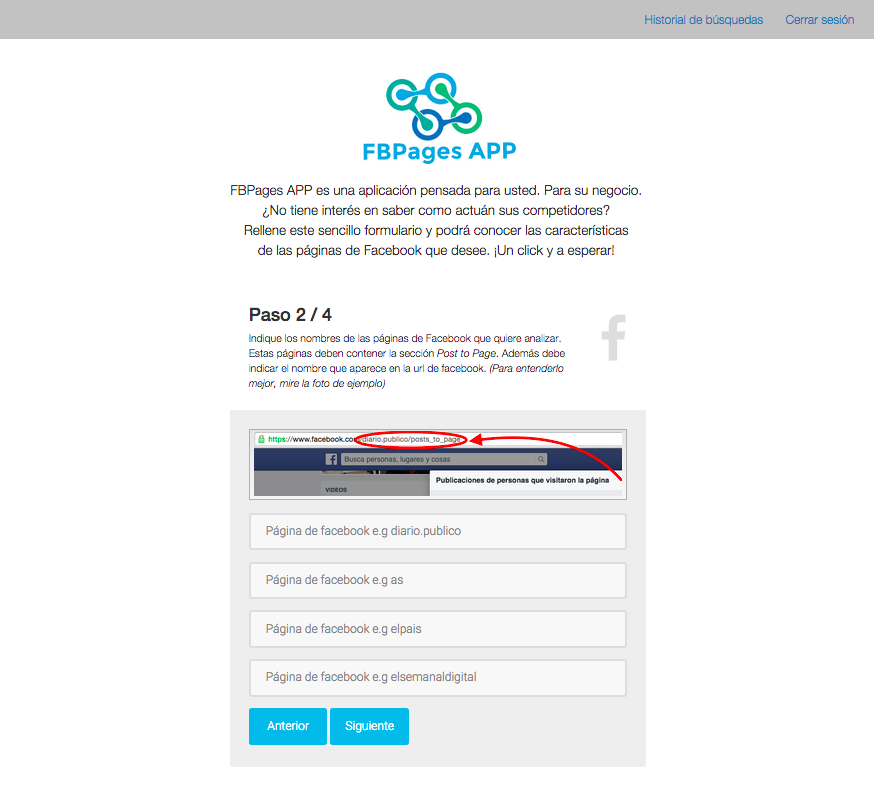 Historial de búsquedas Cerrar sesión
FBPages APP
FBPages APP es una aplicación pensada para usted. Para su negocio.
¿No tiene interés en saber como actuán sus competidores?
Rellene este sencillo formulario y podrá conocer las características
de las páginas de Facebook que desee. ¡Un click y a esperar!
Paso 2 / 4
Indique los nombres de las páginas de Facebook que quiere analizar.
Estas páginas deben contener la sección Post to Page. Además debe
indicar el nombre que aparece en la url de facebook. (Para entenderlo
mejor, mire la foto de ejemplo)
https://www.facebook.com/diario.publico/posts_to_page
Busca personas, lugares y cosas
Publicaciones de personas que visitaron la página
VIDEOS
Página de facebook e.g diario.publico
Página de facebook e.g as
Página de facebook e.g elpais
Página de facebook e.g elsemanaldigital
Anterior Siguiente